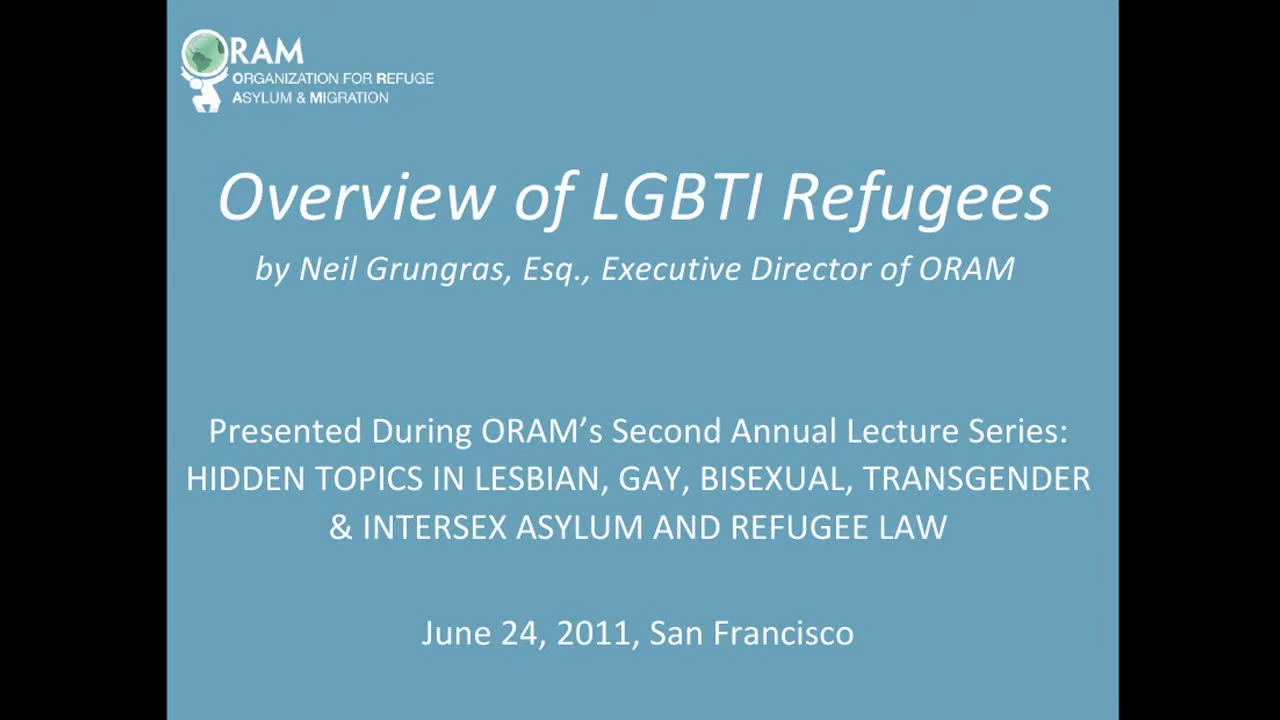 ORAM
ORGANIZATION FOR REFUGE
ASYLUM & MIGRATION
Overview of LGBTI Refugees
by Neil Grungras, Esq., Executive Director of ORAM
Presented During ORAM’s Second Annual Lecture Series:
HIDDEN TOPICS IN LESBIAN, GAY, BISEXUAL, TRANSGENDER
& INTERSEX ASYLUM AND REFUGEE LAW
June 24, 2011, San Francisco